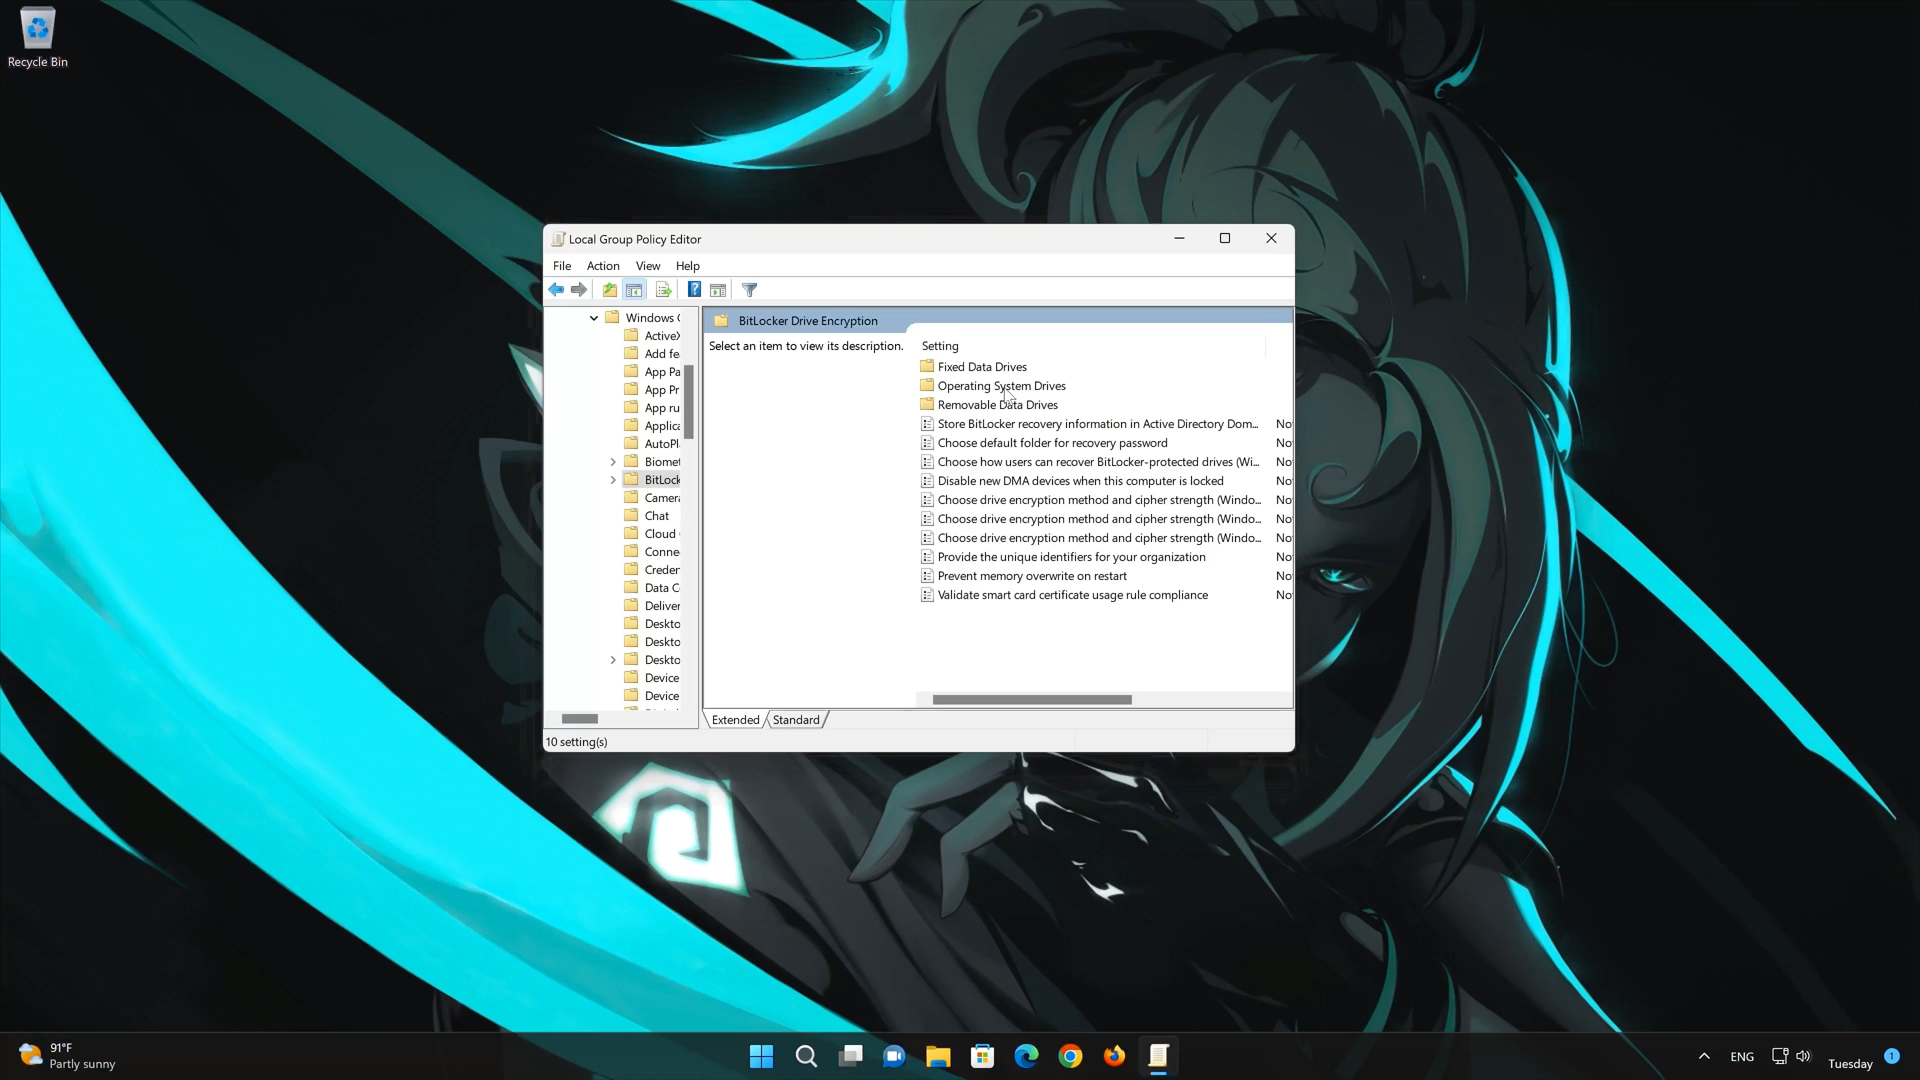 Recycle Bin
Local Group Policy Editor
File Action View Help
Windows C
ActiveX
Add fe
App Pa
App Pr
App ru
Applica
AutoPl
Biomet
BitLock
Camera
Chat
Cloud
Conne
Creden
Data C
Deliver
Deskto
Deskto
Deskto
Device
Device
BitLocker Drive Encryption
Select an item to view its description.
Setting
Fixed Data Drives
Operating System Drives
Removable Data Drives
Store BitLocker recovery information in Active Directory Dom... No
Choose default folder for recovery password No
Choose how users can recover BitLocker-protected drives (Wi... No
Disable new DMA devices when this computer is locked No
Choose drive encryption method and cipher strength (Windo... No
Choose drive encryption method and cipher strength (Windo... No
Choose drive encryption method and cipher strength (Windo... No
Provide the unique identifiers for your organization No
Prevent memory overwrite on restart No
Validate smart card certificate usage rule compliance No
Extended Standard
10 setting(s)
91°F
Partly sunny
ENG
Tuesday
1